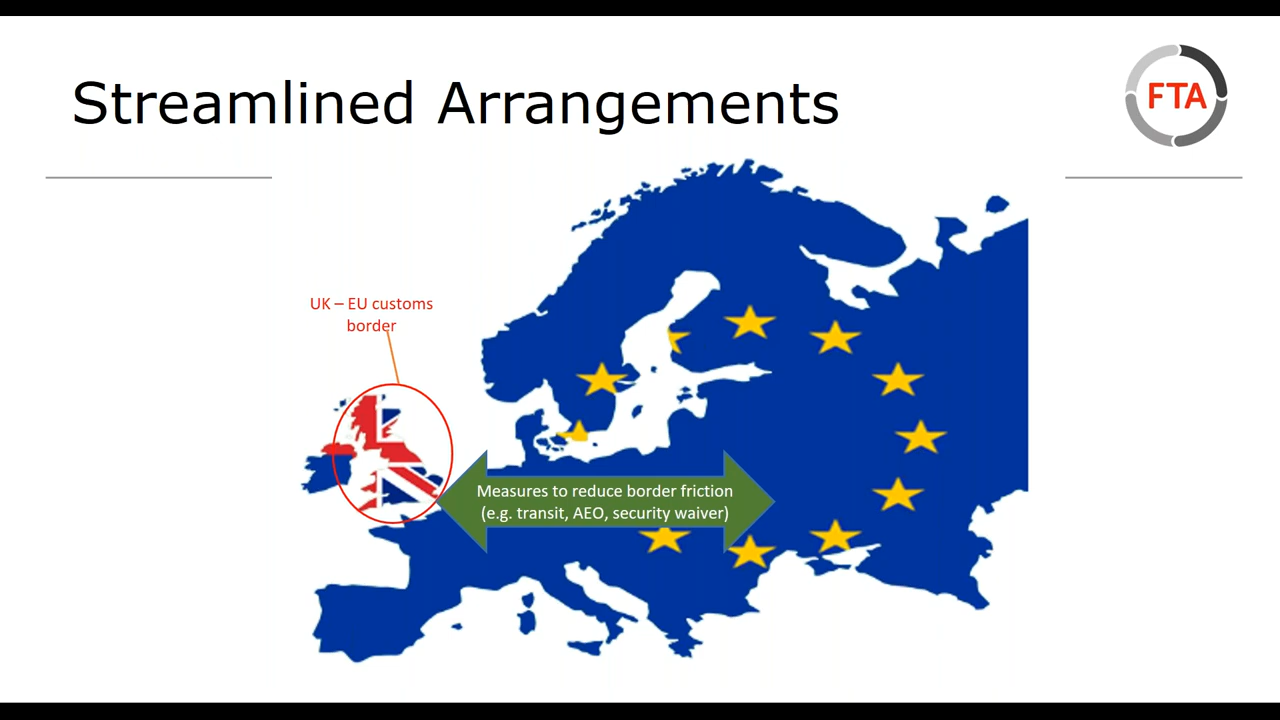 Streamlined Arrangements
FTA
UK – EU customs
border
Measures to reduce border friction
(e.g. transit, AEO, security waiver)